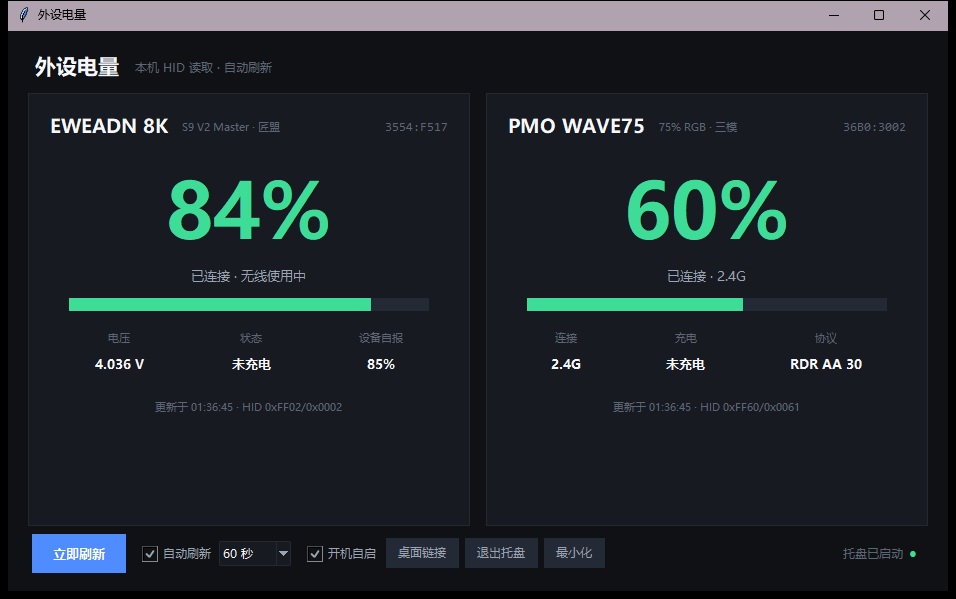 外设电量
外设电量 本机 HID 读取 · 自动刷新
EWEADN 8K S9 V2 Master · 匠盟 3554:F517
84%
已连接 · 无线使用中
电压 状态 设备自报
4.036 V 未充电 85%
更新于 01:36:45 · HID 0xFF02/0x0002
PMO WAVE75 75% RGB · 三模 36B0:3002
60%
已连接 · 2.4G
连接 充电 协议
2.4G 未充电 RDR AA 30
更新于 01:36:45 · HID 0xFF60/0x0061
立即刷新 自动刷新 60 秒 开机自启 桌面链接 退出托盘 最小化 托盘已启动